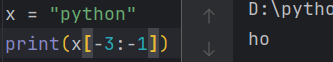 x = "python"
print(x[-3:-1])
D:\pytho
ho